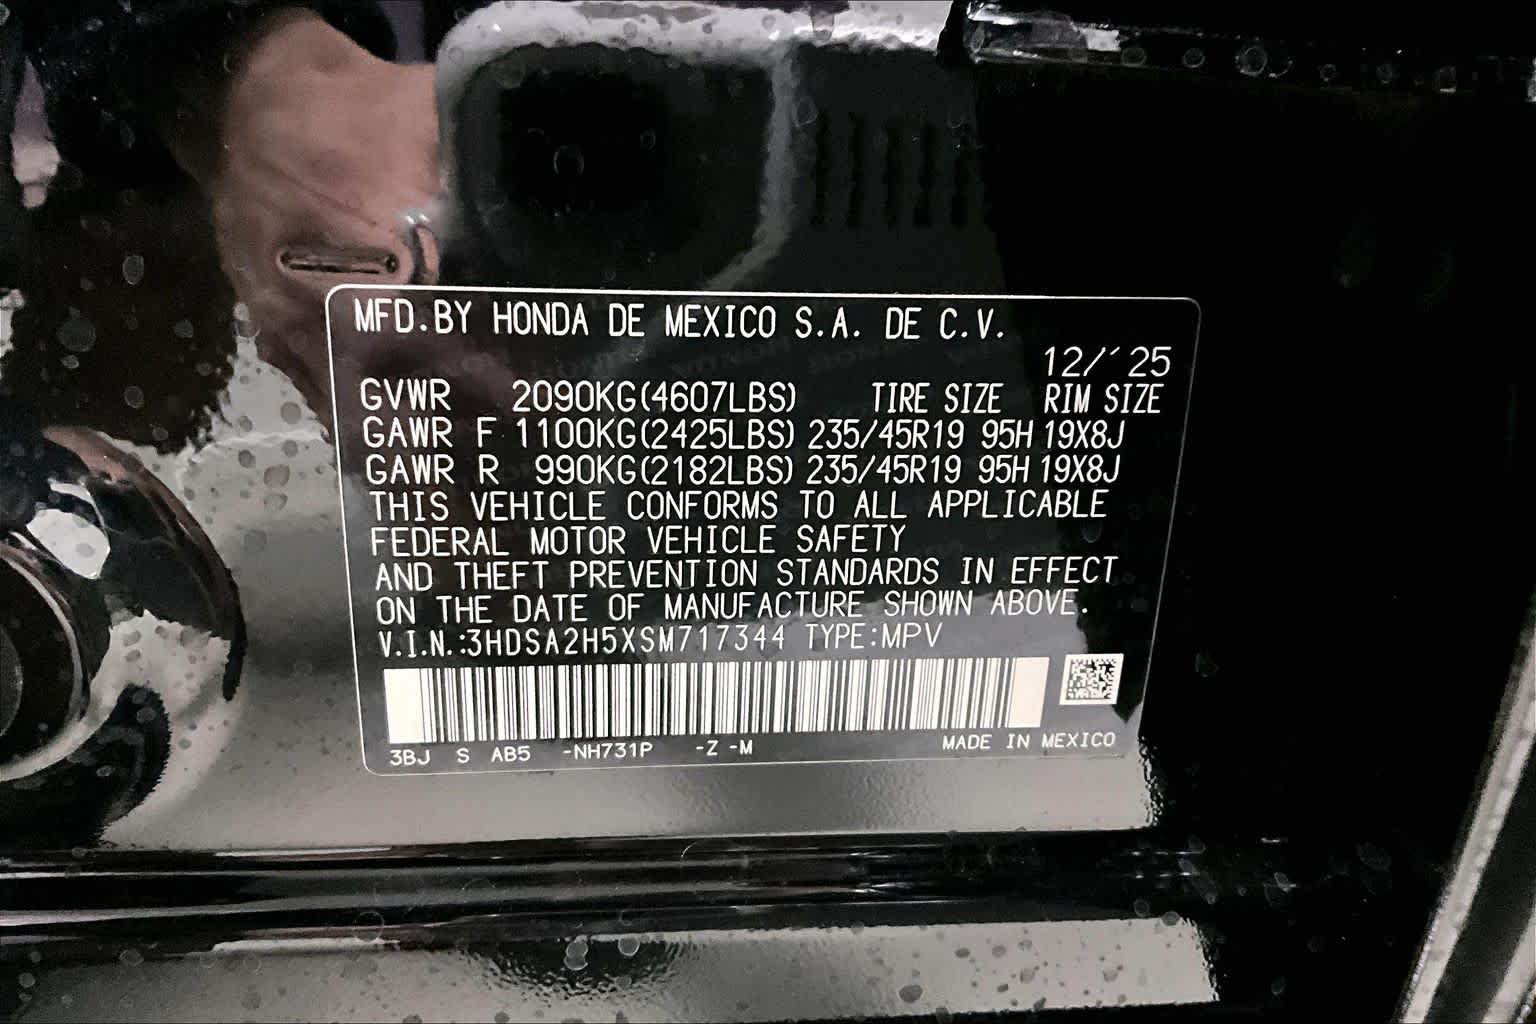 MFD.BY HONDA DE MEXICO S.A. DE C.V.
12/´25
GVWR 2090KG(4607LBS) TIRE SIZE RIM SIZE
GAWR F 1100KG(2425LBS) 235/45R19 95H 19X8J
GAWR R 990KG(2182LBS) 235/45R19 95H 19X8J
THIS VEHICLE CONFORMS TO ALL APPLICABLE
FEDERAL MOTOR VEHICLE SAFETY
AND THEFT PREVENTION STANDARDS IN EFFECT
ON THE DATE OF MANUFACTURE SHOWN ABOVE.
V.I.N.:3HDSA2H5XSM717344 TYPE:MPV
3BJ S AB5 -NH731P -Z -M MADE IN MEXICO